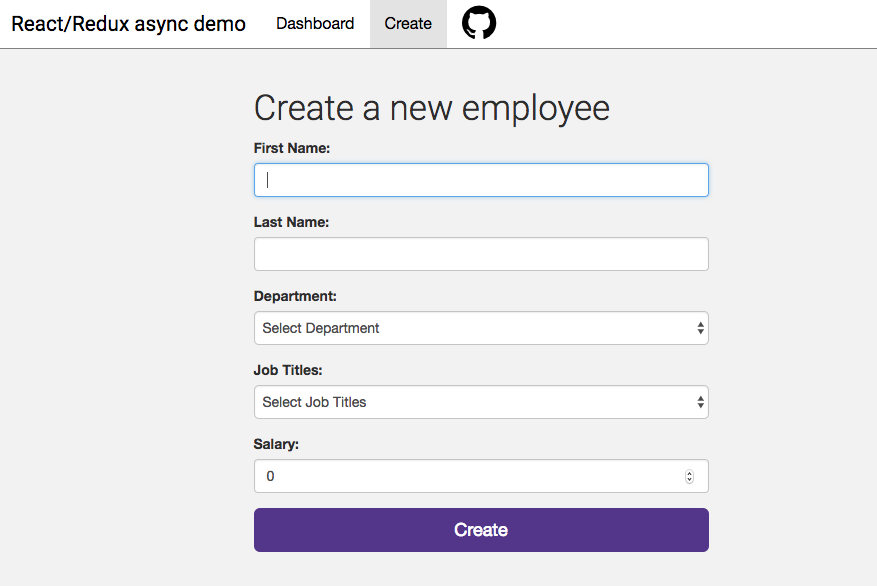 React/Redux async demo Dashboard Create
Create a new employee
First Name:
Last Name:
Department:
Select Department
Job Titles:
Select Job Titles
Salary:
0
Create